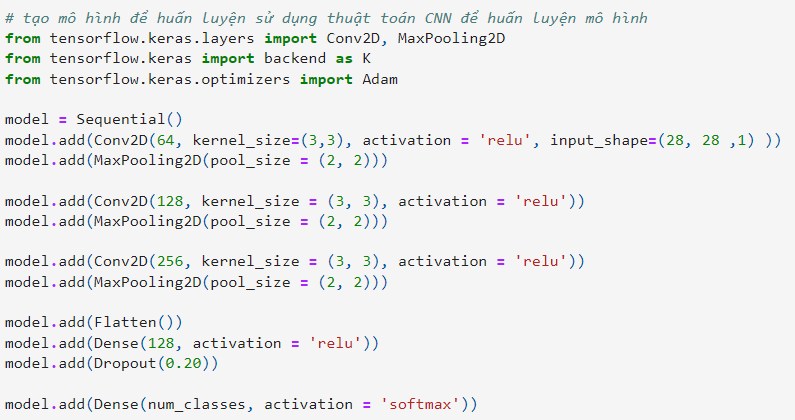 # tạo mô hình để huấn luyện sử dụng thuật toán CNN để huấn luyện mô hình
from tensorflow.keras.layers import Conv2D, MaxPooling2D
from tensorflow.keras import backend as K
from tensorflow.keras.optimizers import Adam
model = Sequential()
model.add(Conv2D(64, kernel_size=(3,3), activation = 'relu', input_shape=(28, 28 ,1) ))
model.add(MaxPooling2D(pool_size = (2, 2)))
model.add(Conv2D(128, kernel_size = (3, 3), activation = 'relu'))
model.add(MaxPooling2D(pool_size = (2, 2)))
model.add(Conv2D(256, kernel_size = (3, 3), activation = 'relu'))
model.add(MaxPooling2D(pool_size = (2, 2)))
model.add(Flatten())
model.add(Dense(128, activation = 'relu'))
model.add(Dropout(0.20))
model.add(Dense(num_classes, activation = 'softmax'))